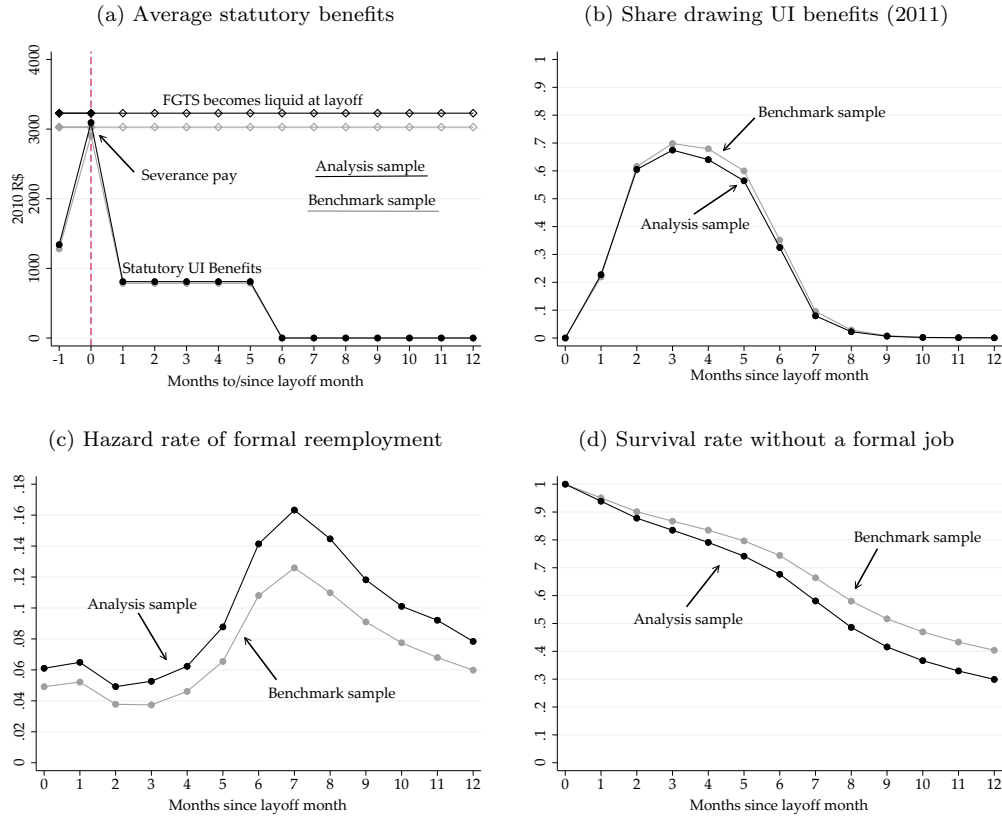 (a) Average statutory benefits
4000
3000
2000
1000
0
2010 R$
FGTS becomes liquid at layoff
Severance pay
Analysis sample
Benchmark sample
Statutory UI Benefits
-1 0 1 2 3 4 5 6 7 8 9 10 11 12
Months to/since layoff month
(b) Share drawing UI benefits (2011)
1
.9
.8
.7
.6
.5
.4
.3
.2
.1
0
Benchmark sample
Analysis sample
0 1 2 3 4 5 6 7 8 9 10 11 12
Months since layoff month
(c) Hazard rate of formal reemployment
.18
.16
.14
.12
.1
.08
.06
.04
.02
0
Analysis sample
Benchmark sample
0 1 2 3 4 5 6 7 8 9 10 11 12
Months since layoff month
(d) Survival rate without a formal job
1
.9
.8
.7
.6
.5
.4
.3
.2
.1
0
Benchmark sample
Analysis sample
0 1 2 3 4 5 6 7 8 9 10 11 12
Months since layoff month